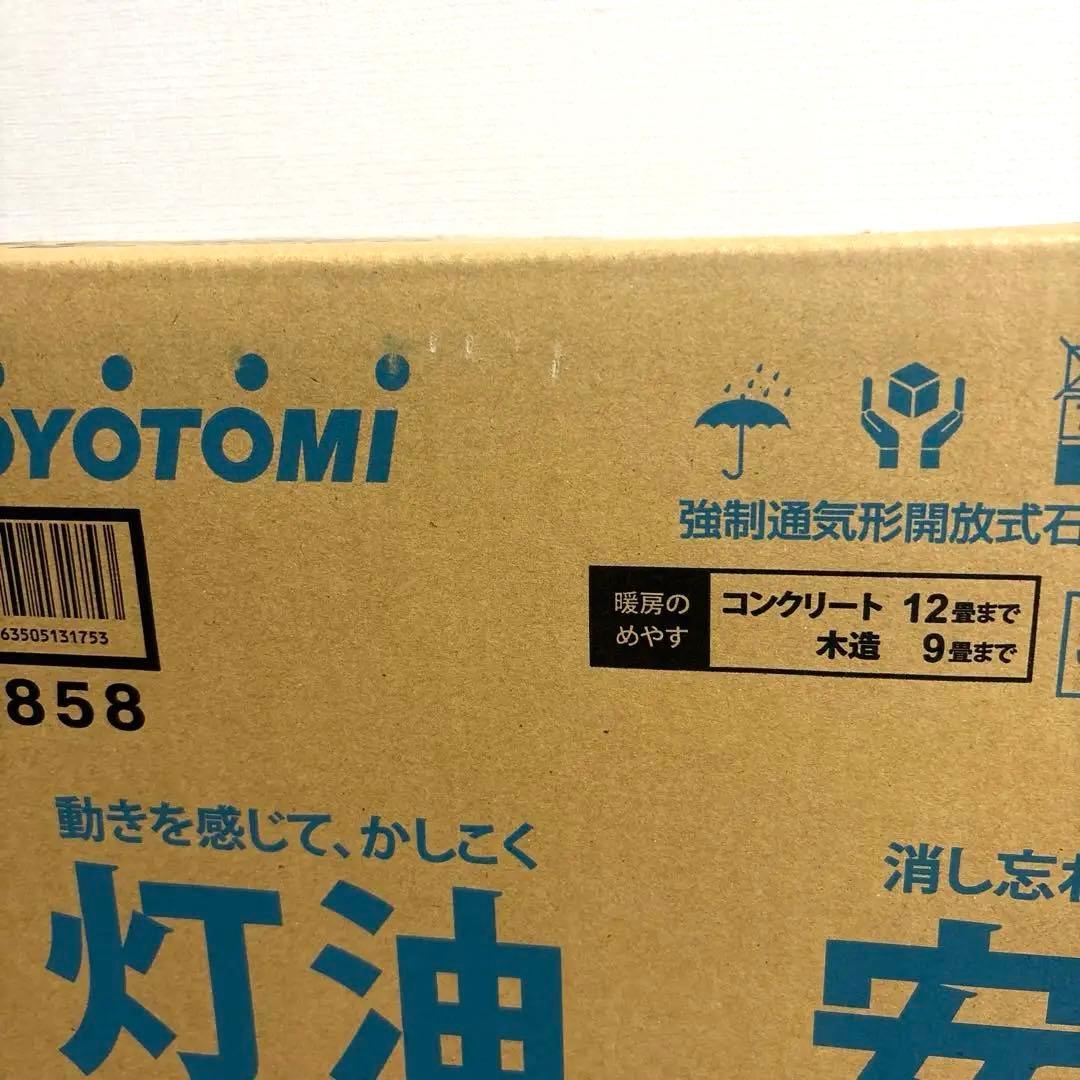 OYOTOMI
強制通気形開放式石
63505131753
暖房の
めやす
コンクリート 12畳まで
木造 9畳まで
858
動きを感じて、かしこく
灯油
消し忘れ
安